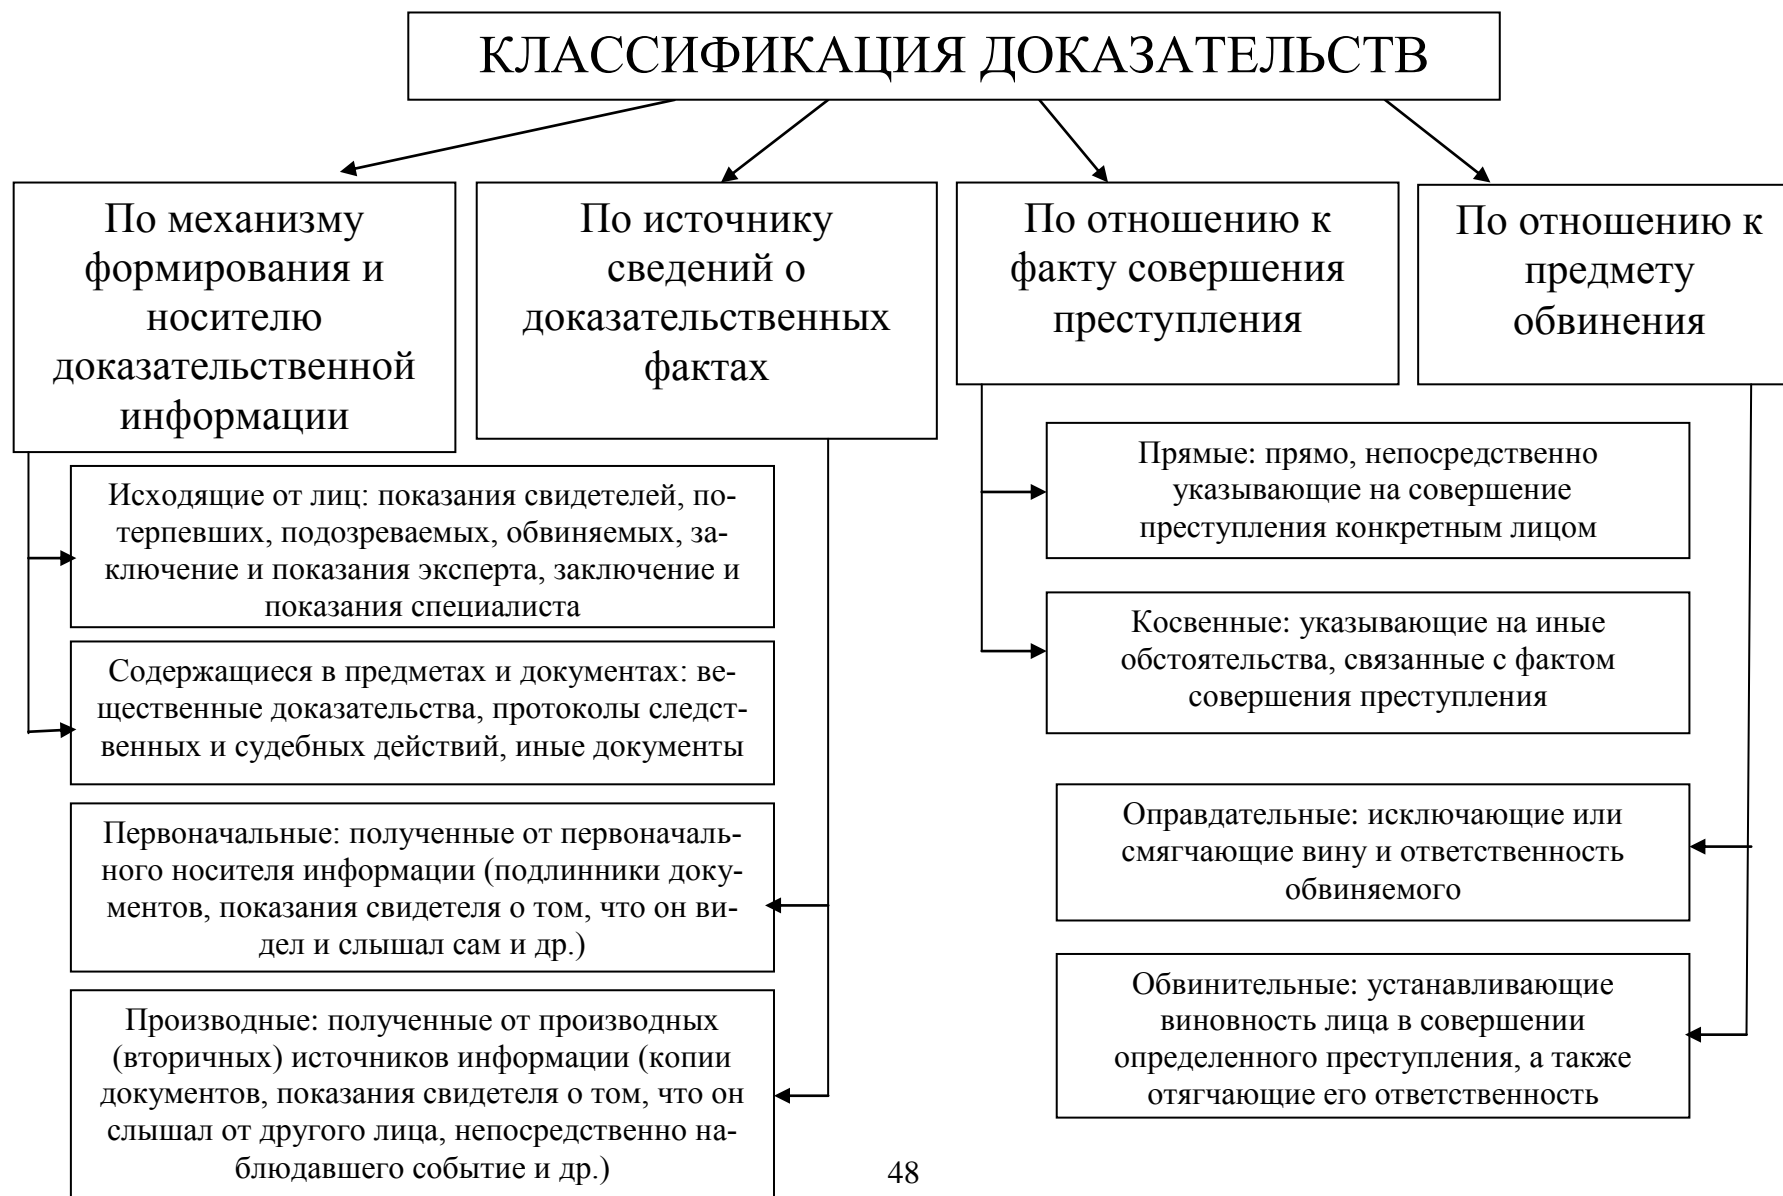 КЛАССИФИКАЦИЯ ДОКАЗАТЕЛЬСТВ
По механизму
формирования и
носителю
доказательственной
информации
По источнику
сведений о
доказательственных
фактах
По отношению к
факту совершения
преступления
По отношению к
предмету
обвинения
Исходящие от лиц: показания свидетелей, по-
терпевших, подозреваемых, обвиняемых, за-
ключение и показания эксперта, заключение и
показания специалиста
Содержащиеся в предметах и документах: ве-
щественные доказательства, протоколы следст-
венных и судебных действий, иные документы
Первоначальные: полученные от первоначаль-
ного носителя информации (подлинники доку-
ментов, показания свидетеля о том, что он ви-
дел и слышал сам и др.)
Производные: полученные от производных
(вторичных) источников информации (копии
документов, показания свидетеля о том, что он
слышал от другого лица, непосредственно на-
блюдавшего событие и др.)
Прямые: прямо, непосредственно
указывающие на совершение
преступления конкретным лицом
Косвенные: указывающие на иные
обстоятельства, связанные с фактом
совершения преступления
Оправдательные: исключающие или
смягчающие вину и ответственность
обвиняемого
Обвинительные: устанавливающие
виновность лица в совершении
определенного преступления, а также
отягчающие его ответственность
48